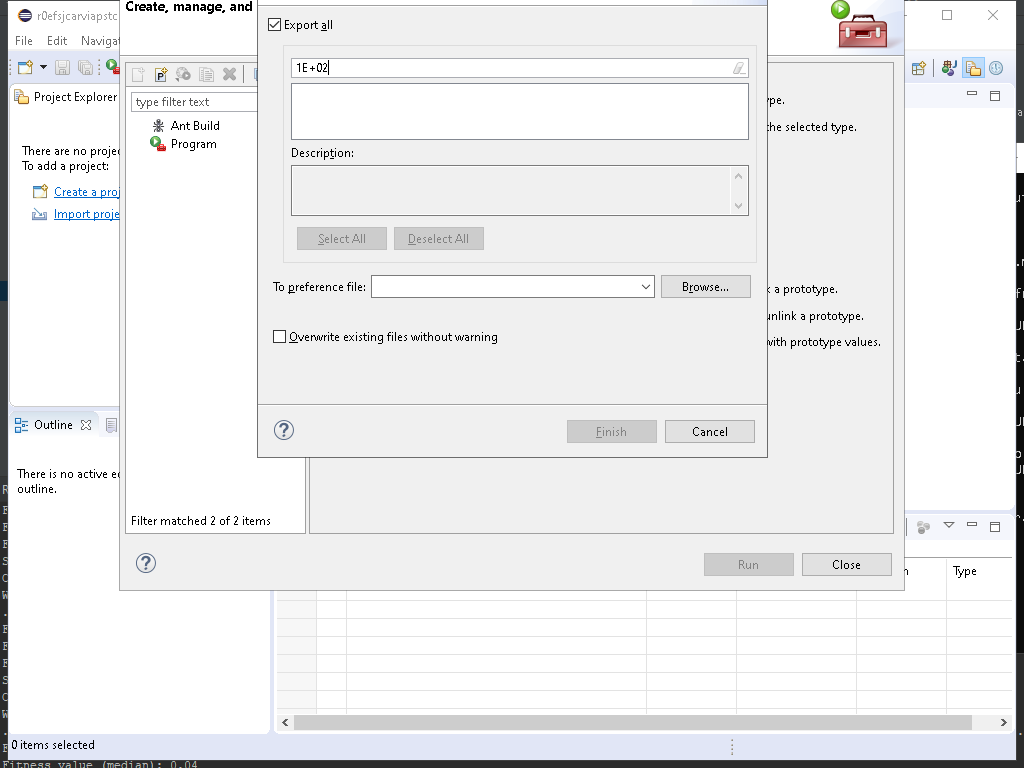 r0efsjcarviapstc
Create, manage, and
File Edit Navigat
Export all
1E+02
Project Explorer
type filter text
Ant Build
Program
There are no projec
To add a project:
Create a proj
Import proje
Description:
Select All
Deselect All
To preference file:
Browse...
Overwrite existing files without warning
Finish
Cancel
ype.
the selected type.
k a prototype.
unlink a prototype.
with prototype values.
Outline
There is no active ed
outline.
Filter matched 2 of 2 items
Run
Close
Type
0 items selected
Fitness value (median): 0.04